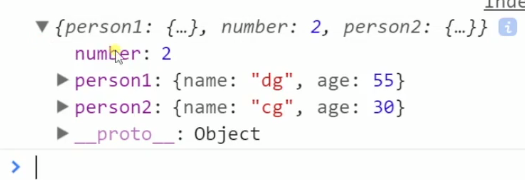 {person1: {…}, number: 2, person2: {…}} i
number: 2
person1: {name: "dg", age: 55}
person2: {name: "cg", age: 30}
__proto__: Object
>